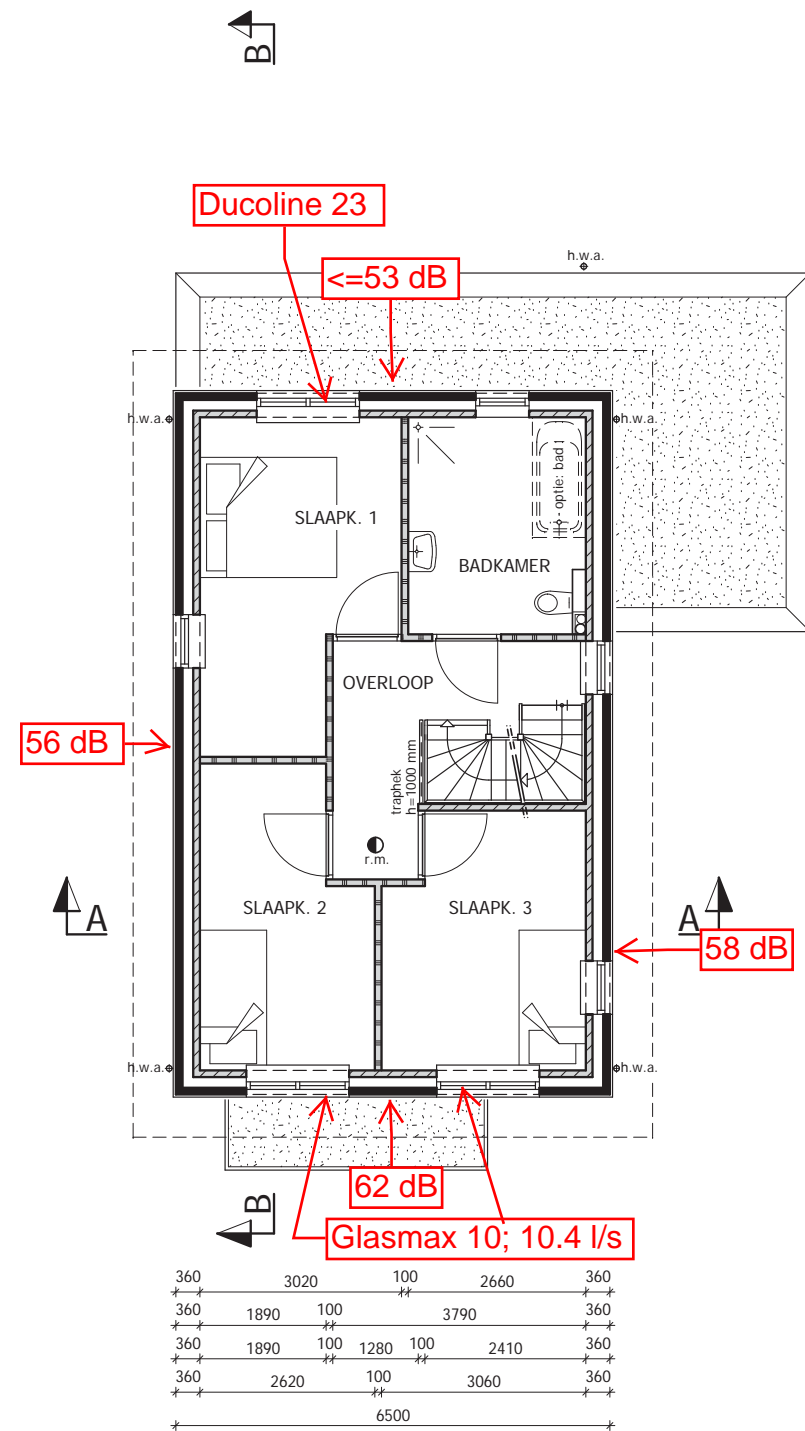 B
Ducoline 23
<=53 dB
h.w.a.
h.w.a.
h.w.a.
SLAAPK. 1
optie: bad
BADKAMER
OVERLOOP
56 dB
traphek
h=1000 mm
r.m.
SLAAPK. 2
SLAAPK. 3
A
A
58 dB
h.w.a.
h.w.a.
62 dB
B
Glasmax 10; 10.4 l/s
360 3020 100 2660 360
360 1890 100 3790 360
360 1890 100 1280 100 2410 360
360 2620 100 3060 360
6500